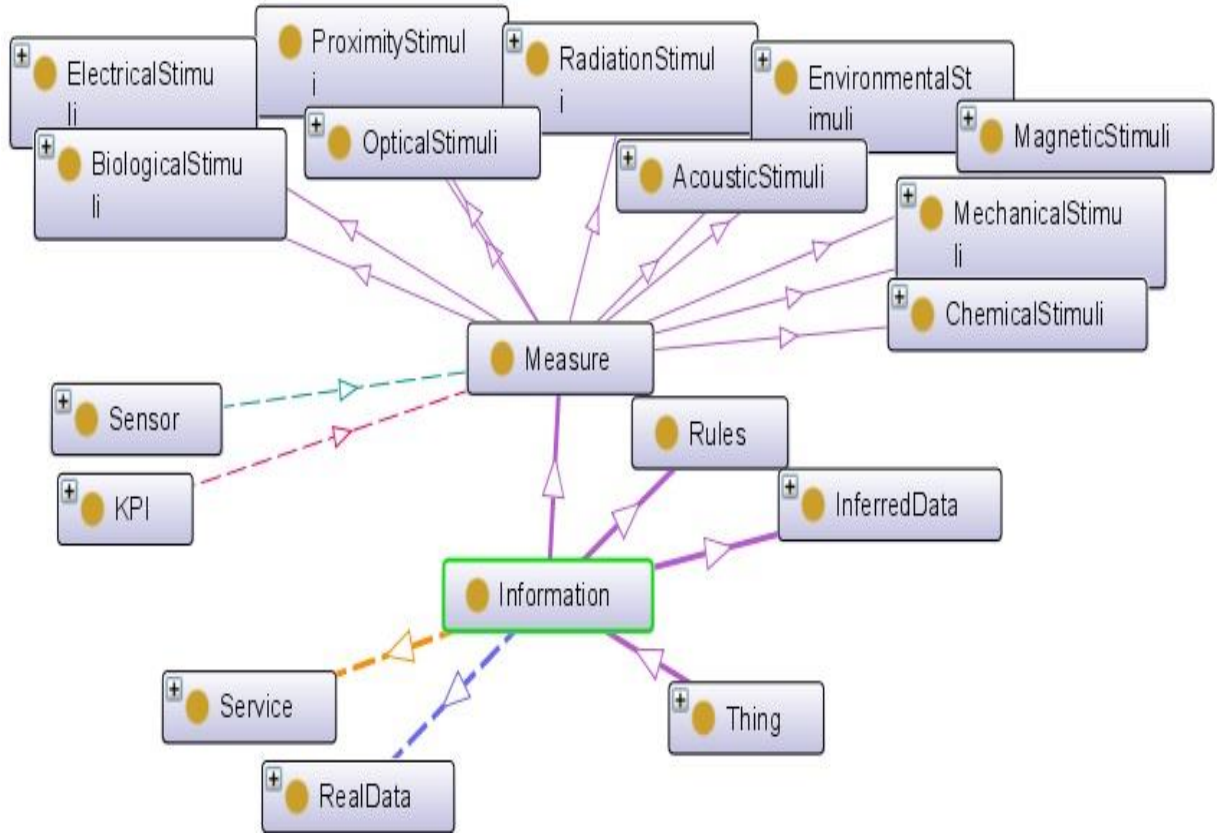 ProximityStimul
i
RadiationStimul
i
ElectricalStimu
li
EnvironmentalSt
imuli
OpticalStimuli
MagneticStimuli
BiologicalStimu
li
AcousticStimuli
MechanicalStimu
li
ChemicalStimuli
Measure
Sensor
Rules
KPI
InferredData
Information
Service
Thing
RealData